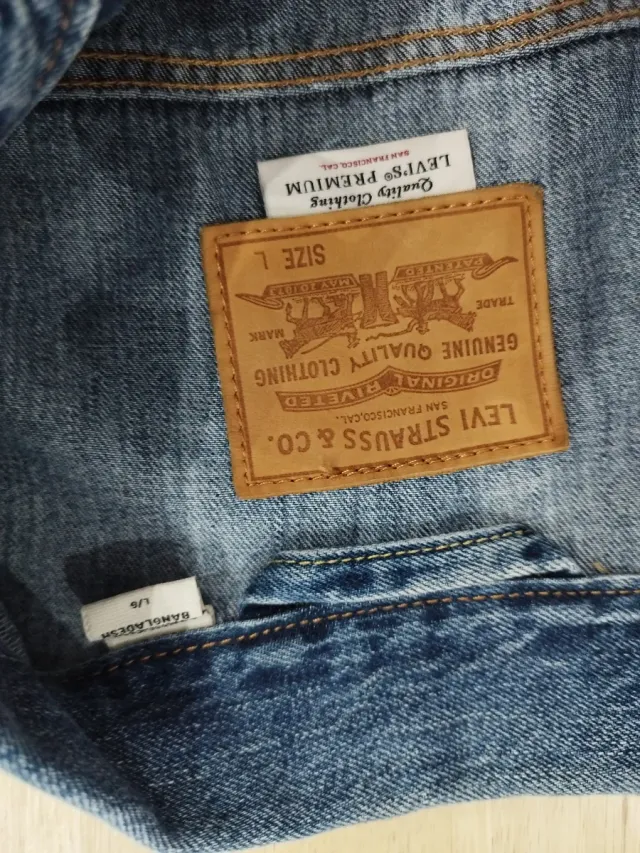 LEVI STRAUSS & CO.
SAN FRANCISCO, CAL.
ORIGINAL RIVETED
GENUINE QUALITY CLOTHING
TRADE MARK
PATENTED MAY 20 1873
SIZE L
Quality Clothing
LEVI'S® PREMIUM
SAN FRANCISCO, CAL.
BANGLADESH
L/G